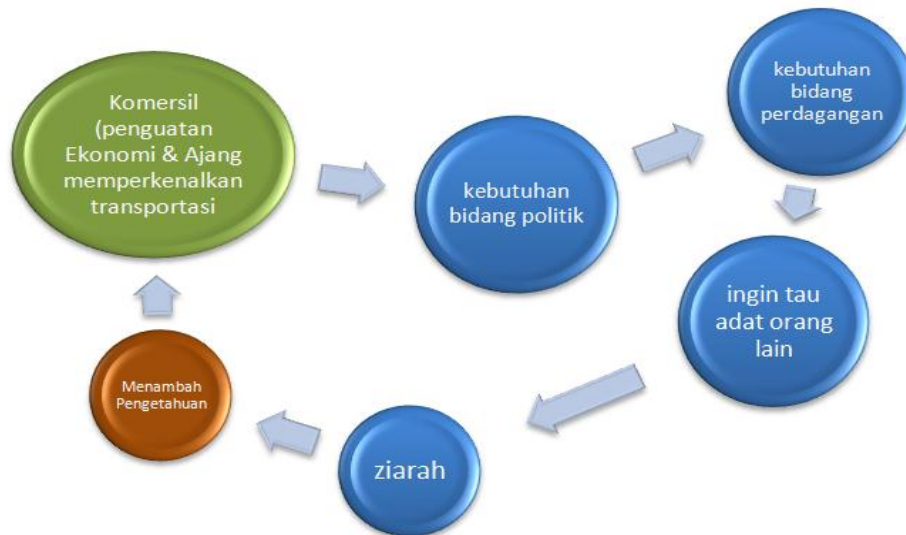 Komersil
(penguatan
Ekonomi & Ajang
memperkenalkan
transportasi
kebutuhan
bidang politik
kebutuhan
bidang
perdagangan
ingin tau
adat orang
lain
ziarah
Menambah
Pengetahuan